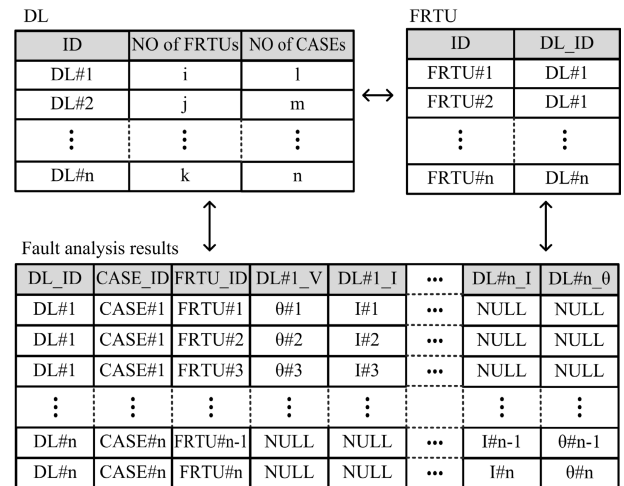 DL
ID NO of FRTUs NO of CASEs
DL#1 i l
DL#2 j m
⋮ ⋮ ⋮
DL#n k n
FRTU
ID DL_ID
FRTU#1 DL#1
FRTU#2 DL#1
⋮ ⋮
FRTU#n DL#n
Fault analysis results
DL_ID CASE_ID FRTU_ID DL#1_V DL#1_I ••• DL#n_I DL#n_θ
DL#1 CASE#1 FRTU#1 θ#1 I#1 ••• NULL NULL
DL#1 CASE#1 FRTU#2 θ#2 I#2 ••• NULL NULL
DL#1 CASE#1 FRTU#3 θ#3 I#3 ••• NULL NULL
⋮ ⋮ ⋮ ⋮ ⋮ ⋮ ⋮
DL#n CASE#n FRTU#n-1 NULL NULL ••• I#n-1 θ#n-1
DL#n CASE#n FRTU#n NULL NULL ••• I#n θ#n